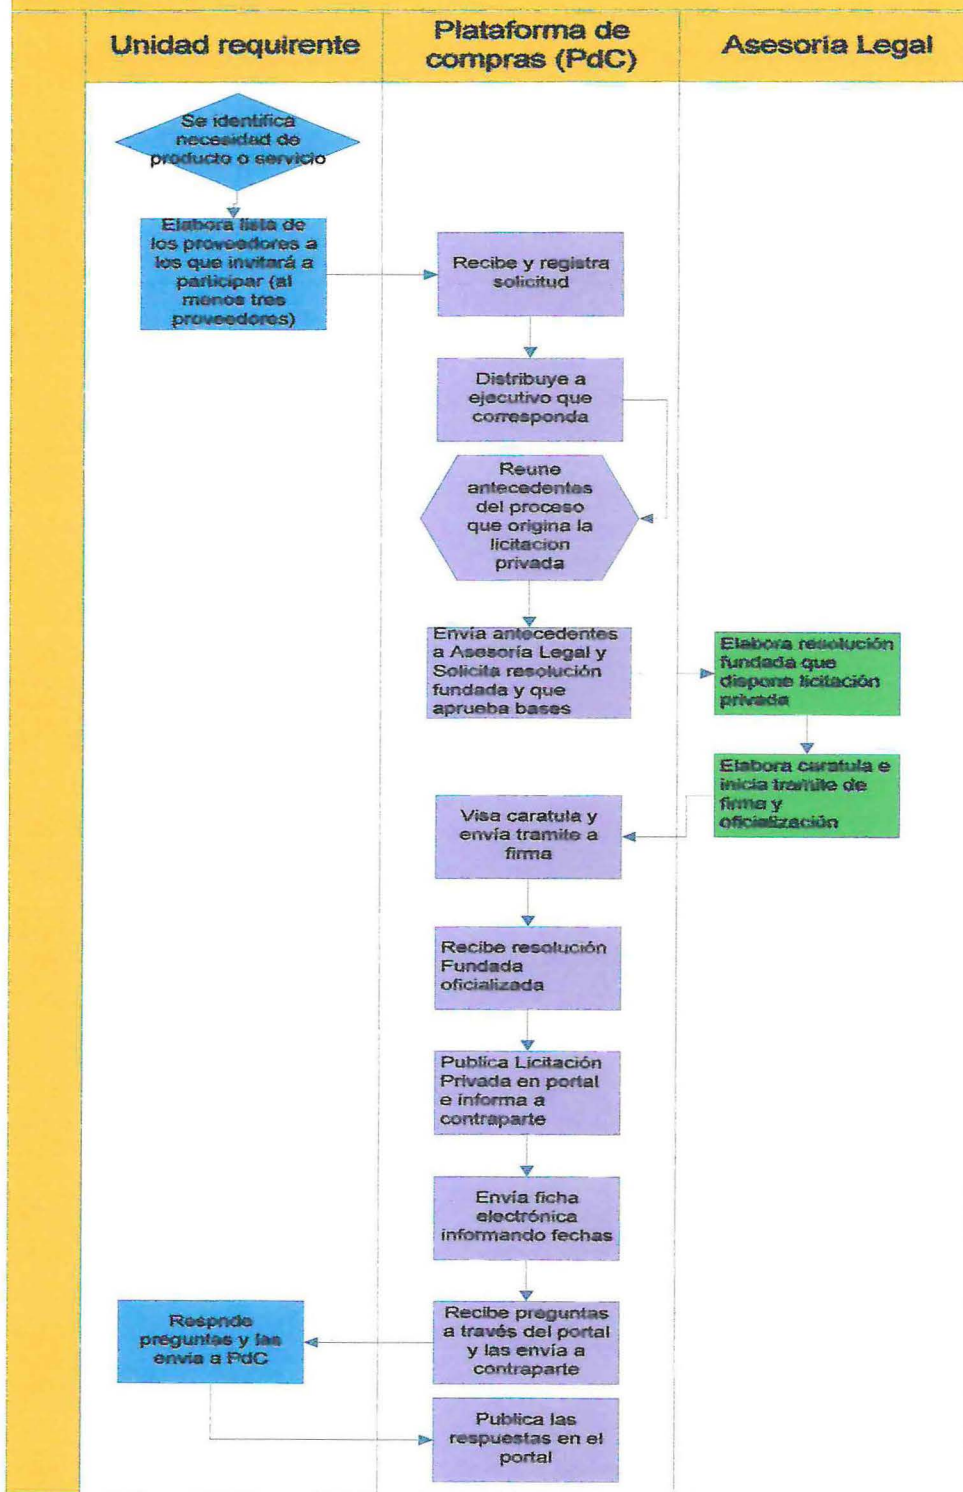 Unidad requirente
Plataforma de
compras (PdC)
Asesoría Legal
Se identifica
necesidad de
producto o servicio
Elabora lista de
los proveedores a
los que invitará a
participar (al
menos tres
proveedores)
Recibe y registra
solicitud
Distribuye a
ejecutivo que
corresponda
Reune
antecedentes
del proceso
que origina la
licitacion
privada
Envía antecedentes
a Asesoría Legal y
Solicita resolución
fundada y que
aprueba bases
Elabora resolución
fundada que
dispone licitación
privada
Elabora caratula e
inicia tramite de
firma y
oficialización
Visa caratula y
envía tramite a
firma
Recibe resolución
Fundada
oficializada
Publica Licitación
Privada en portal
e informa a
contraparte
Envía ficha
electrónica
informando fechas
Recibe preguntas
a través del portal
y las envía a
contraparte
Respnde
preguntas y las
envia a PdC
Publica las
respuestas en el
portal